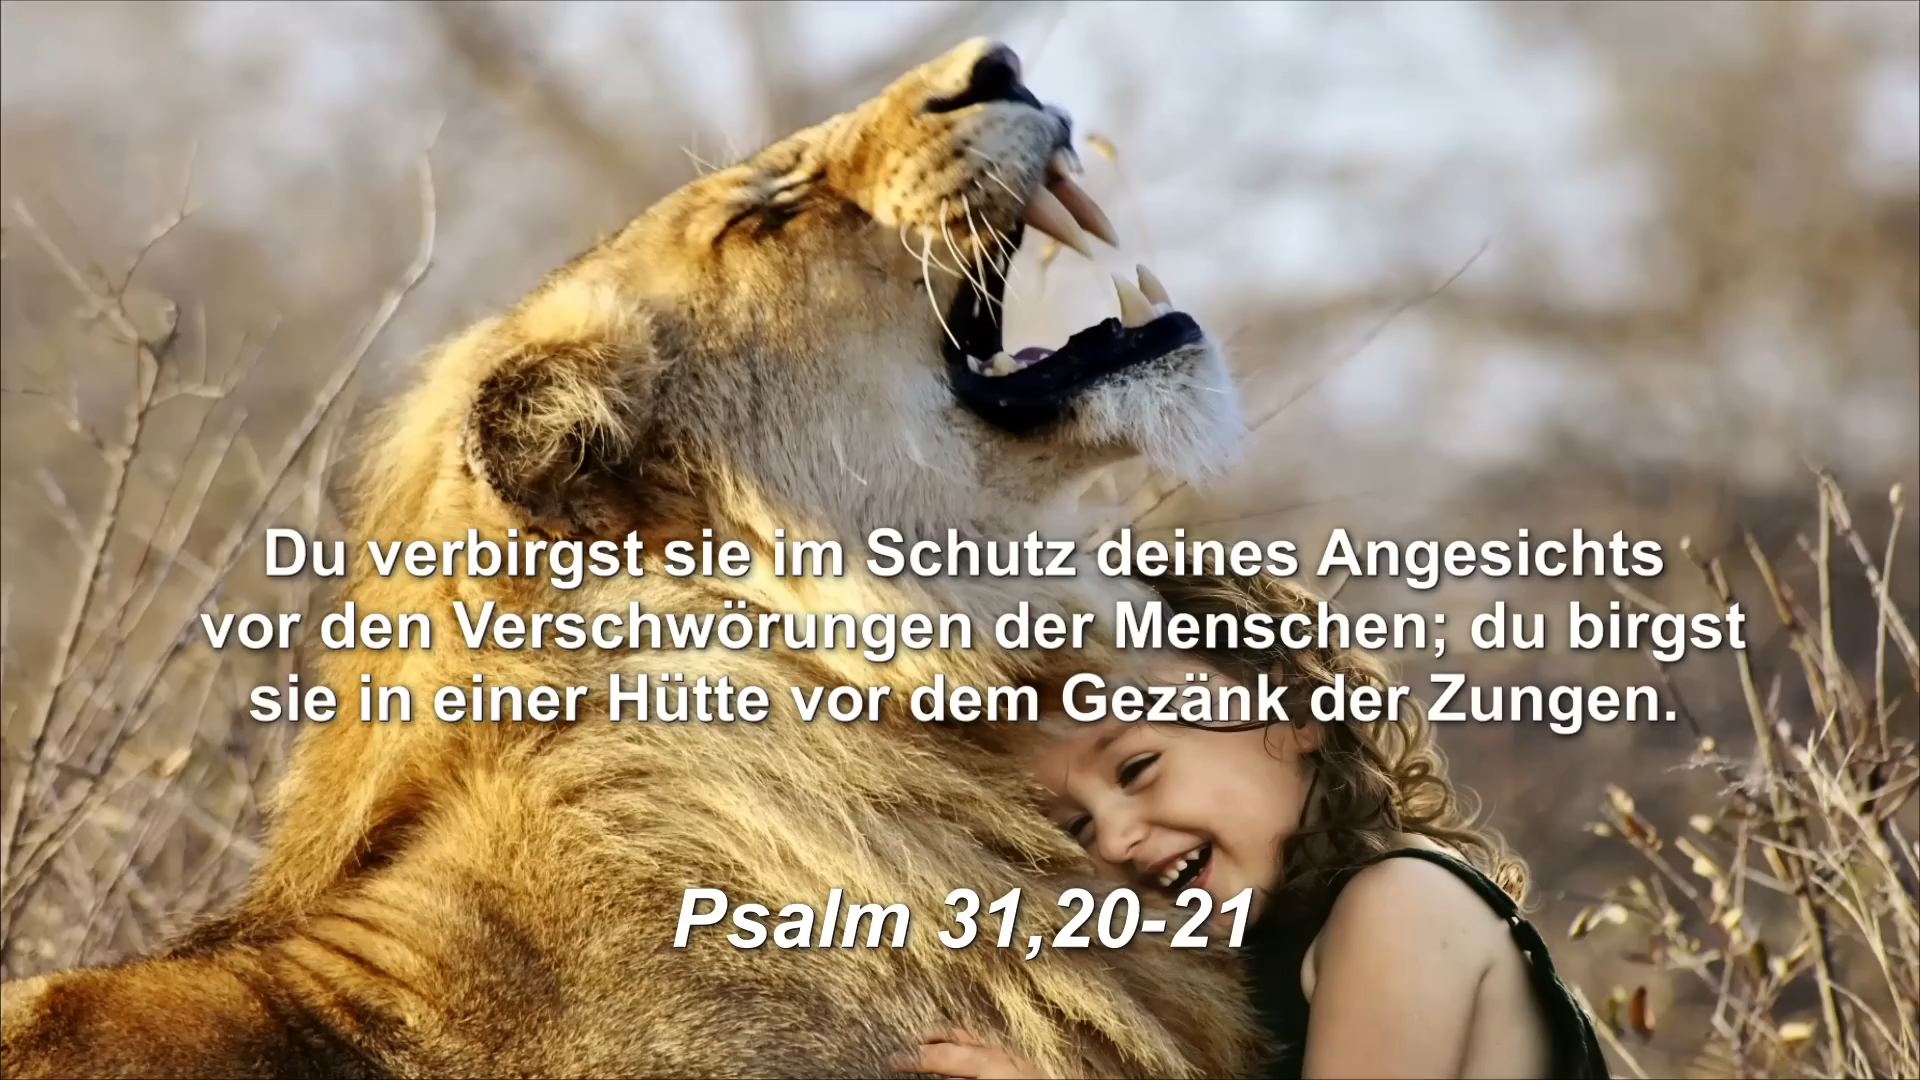 Du verbirgst sie im Schutz deines Angesichts
vor den Verschwörungen der Menschen; du birgst
sie in einer Hütte vor dem Gezänk der Zungen.
Psalm 31,20-21